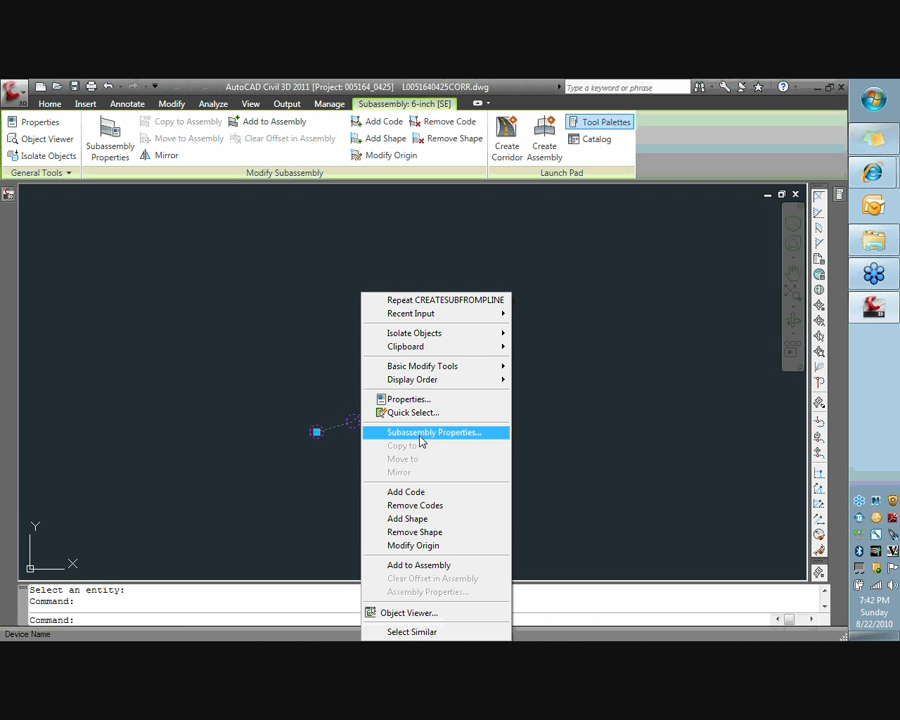 AutoCAD Civil 3D 2011 [Project: 005164_0425] L0051640425CORR.dwg
Type a keyword or phrase
Home Insert Annotate Modify Analyze View Output Manage Subassembly: 6-inch [SE]
Properties
Object Viewer
Isolate Objects
General Tools
Subassembly Properties
Copy to Assembly
Move to Assembly
Mirror
Add to Assembly
Clear Offset in Assembly
Add Code
Remove Code
Add Shape
Remove Shape
Modify Origin
Modify Subassembly
Create Corridor
Create Assembly
Tool Palettes
Catalog
Launch Pad
Repeat CREATESUBFROMPLINE
Recent Input
Isolate Objects
Clipboard
Basic Modify Tools
Display Order
Properties...
Quick Select...
Subassembly Properties...
Copy to
Move to
Mirror
Add Code
Remove Codes
Add Shape
Remove Shape
Modify Origin
Add to Assembly
Clear Offset in Assembly
Assembly Properties...
Object Viewer...
Select Similar
Y
X
Select an entity:
Command:
Command:
Device Name
7:42 PM
Sunday
8/22/2010